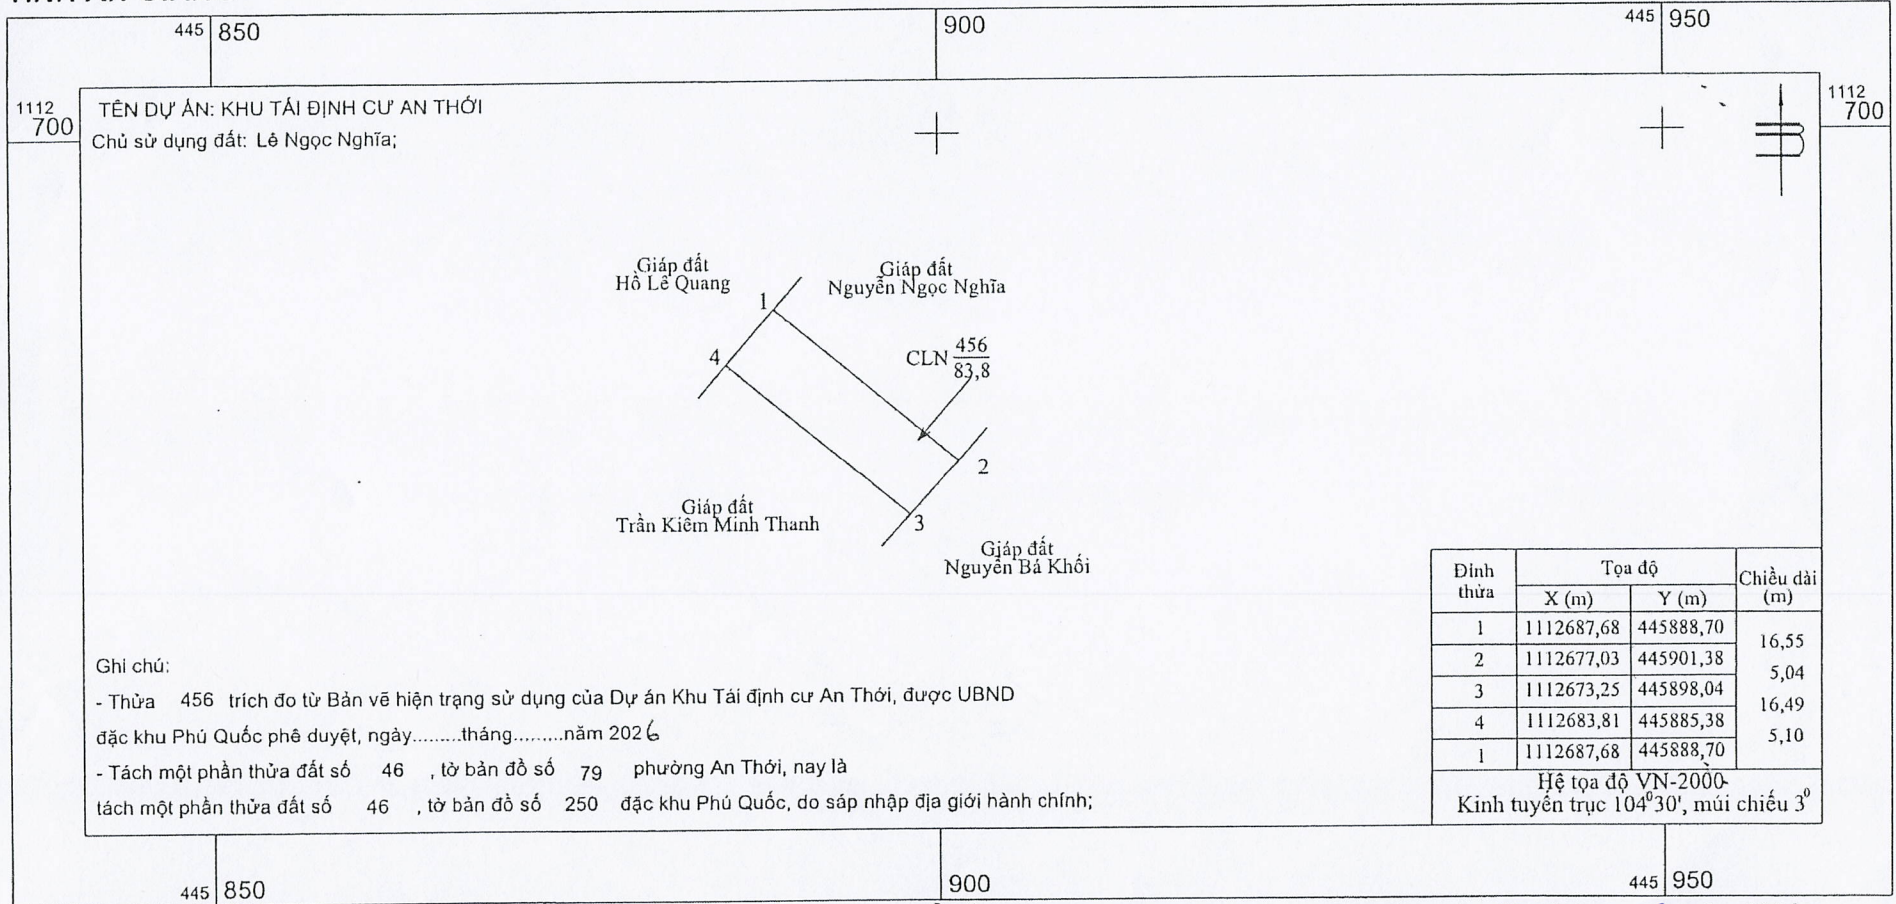 445 850
900
445 950
1112
700
1112
700
TÊN DỰ ÁN: KHU TÁI ĐỊNH CƯ AN THỚI
Chủ sử dụng đất: Lê Ngọc Nghĩa;
Giáp đất
Hồ Lê Quang
Giáp đất
Nguyễn Ngọc Nghĩa
1
4
CLN 456
83,8
2
3
Giáp đất
Trần Kiêm Minh Thanh
Giáp đất
Nguyễn Bá Khối
Đỉnh thửa Tọa độ Chiều dài (m)
X (m) Y (m)
1 1112687,68 445888,70
16,55
2 1112677,03 445901,38
5,04
3 1112673,25 445898,04
16,49
4 1112683,81 445885,38
5,10
1 1112687,68 445888,70
Hệ tọa độ VN-2000
Kinh tuyến trục 104⁰30', múi chiếu 3⁰
Ghi chú:
- Thửa 456 trích đo từ Bản vẽ hiện trạng sử dụng của Dự án Khu Tái định cư An Thới, được UBND
đặc khu Phú Quốc phê duyệt, ngày.........tháng.........năm 2026
- Tách một phần thửa đất số 46 , tờ bản đồ số 79 phường An Thới, nay là
tách một phần thửa đất số 46 , tờ bản đồ số 250 đặc khu Phú Quốc, do sáp nhập địa giới hành chính;
445 850
900
445 950